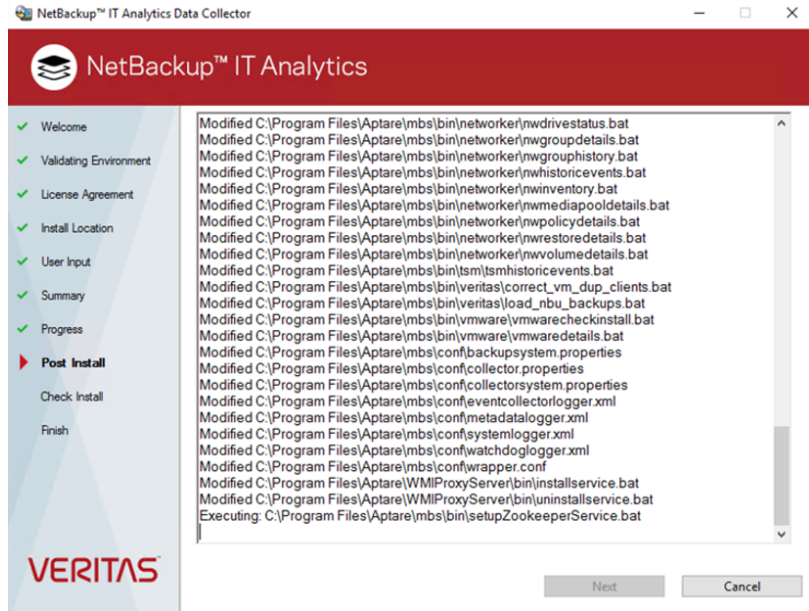 NetBackup™ IT Analytics Data Collector
NetBackup™ IT Analytics
Welcome
Validating Environment
License Agreement
Install Location
User Input
Summary
Progress
Post Install
Check Install
Finish
Modified C:\Program Files\Aptare\mbs\bin\networker\nwdrivestatus.bat
Modified C:\Program Files\Aptare\mbs\bin\networker\nwgroupdetails.bat
Modified C:\Program Files\Aptare\mbs\bin\networker\nwgrouphistory.bat
Modified C:\Program Files\Aptare\mbs\bin\networker\nwhistoricevents.bat
Modified C:\Program Files\Aptare\mbs\bin\networker\nwinventory.bat
Modified C:\Program Files\Aptare\mbs\bin\networker\nwmediapooldetails.bat
Modified C:\Program Files\Aptare\mbs\bin\networker\nwpolicydetails.bat
Modified C:\Program Files\Aptare\mbs\bin\networker\nwrestoredetails.bat
Modified C:\Program Files\Aptare\mbs\bin\networker\nwvolumedetails.bat
Modified C:\Program Files\Aptare\mbs\bin\tsm\tsmhistoricevents.bat
Modified C:\Program Files\Aptare\mbs\bin\veritas\correct_vm_dup_clients.bat
Modified C:\Program Files\Aptare\mbs\bin\veritas\load_nbu_backups.bat
Modified C:\Program Files\Aptare\mbs\bin\vmware\vmwarecheckinstall.bat
Modified C:\Program Files\Aptare\mbs\bin\vmware\vmwaredetails.bat
Modified C:\Program Files\Aptare\mbs\conf\backupsystem.properties
Modified C:\Program Files\Aptare\mbs\conf\collector.properties
Modified C:\Program Files\Aptare\mbs\conf\collectorsystem.properties
Modified C:\Program Files\Aptare\mbs\conf\eventcollectorlogger.xml
Modified C:\Program Files\Aptare\mbs\conf\metadatalogger.xml
Modified C:\Program Files\Aptare\mbs\conf\systemlogger.xml
Modified C:\Program Files\Aptare\mbs\conf\watchdoglogger.xml
Modified C:\Program Files\Aptare\mbs\conf\wrapper.conf
Modified C:\Program Files\Aptare\WMIProxyServer\bin\installservice.bat
Modified C:\Program Files\Aptare\WMIProxyServer\bin\uninstallservice.bat
Executing: C:\Program Files\Aptare\mbs\bin\setupZookeeperService.bat
VERITAS
Next
Cancel